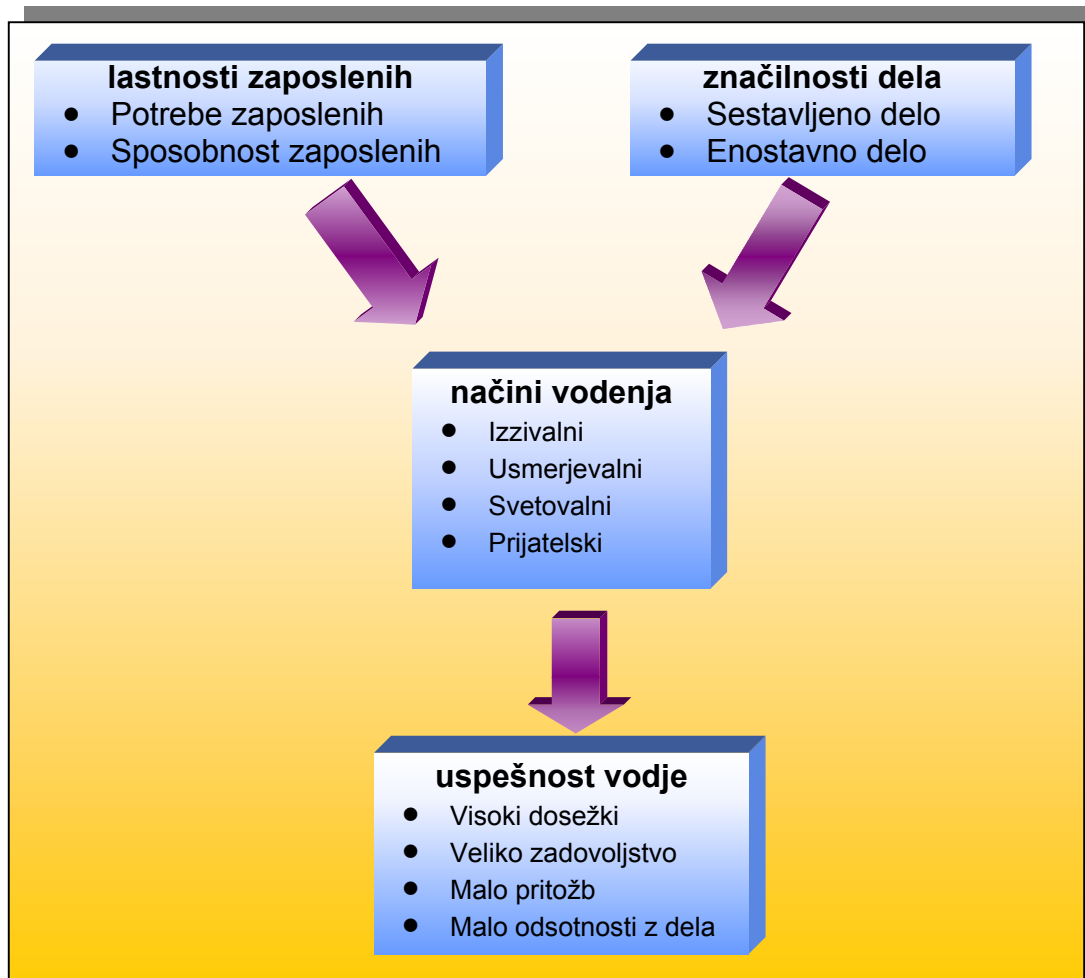 lastnosti zaposlenih
● Potrebe zaposlenih
● Sposobnost zaposlenih
značilnosti dela
● Sestavljeno delo
● Enostavno delo
načini vodenja
● Izzivalni
● Usmerjevalni
● Svetovalni
● Prijatelski
uspešnost vodje
● Visoki dosežki
● Veliko zadovoljstvo
● Malo pritožb
● Malo odsotnosti z dela